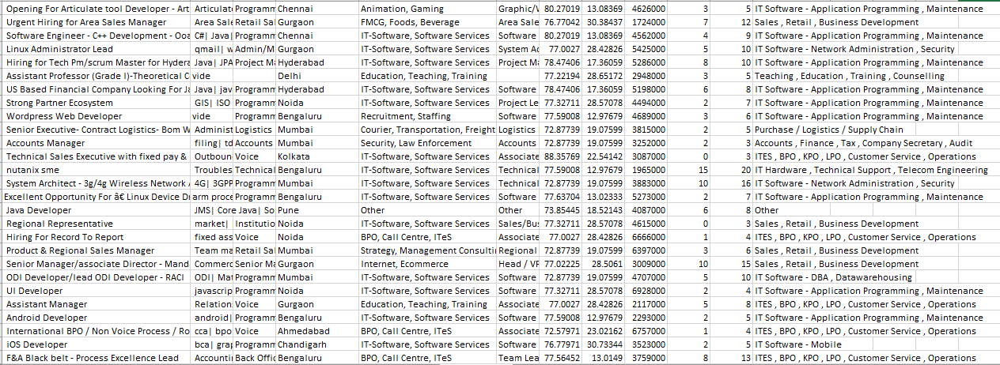 Opening For Articulate tool Developer - Art Articulat Programm Chennai Animation, Gaming Graphic/V 80.27019 13.08369 4626000 3 5 IT Software - Application Programming , Maintenance
Urgent Hiring for Area Sales Manager Area Sale Retail Sal Gurgaon FMCG, Foods, Beverage Area Sale 76.77042 30.38437 1724000 7 12 Sales , Retail , Business Development
Software Engineer - C++ Development - Ooa C#| Java| Programm Chennai IT-Software, Software Services Software 80.27019 13.08369 4562000 4 9 IT Software - Application Programming , Maintenance
Linux Administrator Lead qmail| w Admin/M Gurgaon IT-Software, Software Services System Ac 77.0027 28.42826 5425000 5 10 IT Software - Network Administration , Security
Hiring for Tech Pm/scrum Master for Hydera Java| JPA Project Ma Hyderabad IT-Software, Software Services Project Ma 78.47406 17.36059 5286000 8 10 IT Software - Application Programming , Maintenance
Assistant Professor (Grade I)-Theoretical C vide Delhi Education, Teaching, Training 77.22194 28.65172 2948000 3 5 Teaching , Education , Training , Counselling
US Based Financial Company Looking For Ja Java| jav Programm Hyderabad IT-Software, Software Services Software 78.47406 17.36059 5198000 6 8 IT Software - Application Programming , Maintenance
Strong Partner Ecosystem GIS| ISO Programm Noida IT-Software, Software Services Project Le 77.32711 28.57078 4494000 2 7 IT Software - Application Programming , Maintenance
Wordpress Web Developer vide Programm Bengaluru Recruitment, Staffing Software 77.59008 12.97679 4689000 3 6 IT Software - Application Programming , Maintenance
Senior Executive- Contract Logistics- Bom W Administ Logistics Mumbai Courier, Transportation, Freight Logistics 72.87739 19.07599 3815000 2 5 Purchase / Logistics / Supply Chain
Accounts Manager filing| td Accounts Mumbai Security, Law Enforcement Accounts 72.87739 19.07599 3252000 2 3 Accounts , Finance , Tax , Company Secretary , Audit
Technical Sales Executive with fixed pay & Outboun Voice Kolkata IT-Software, Software Services Associate 88.35769 22.54142 3087000 0 3 ITES , BPO , KPO , LPO , Customer Service , Operations
nutanix sme Troubles Technical Bengaluru IT-Software, Software Services Technical 77.59008 12.97679 1965000 15 20 IT Hardware , Technical Support , Telecom Engineering
System Architect - 3g/4g Wireless Network A 4G| 3GPP Programm Mumbai IT-Software, Software Services Technical 72.87739 19.07599 3883000 10 16 IT Software - Network Administration , Security
Excellent Opportunity For â€ Linux Device D arm proce Programm Bengaluru IT-Software, Software Services Software 77.63704 13.02333 5273000 2 7 IT Software - Application Programming , Maintenance
Java Developer JMS| Core Java| So Pune Other Other 73.85445 18.52143 4087000 6 8 Other
Regional Representative market| Institutio Noida IT-Software, Software Services Sales/Bus 77.32711 28.57078 4615000 0 3 Sales , Retail , Business Development
Hiring For Record To Report fixed ass Voice Noida BPO, Call Centre, ITeS Associate 77.0027 28.42826 6666000 1 4 ITES , BPO , KPO , LPO , Customer Service , Operations
Product & Regional Sales Manager Team ma Retail Sal Mumbai Strategy, Management Consultin Regional 72.87739 19.07599 6397000 3 6 Sales , Retail , Business Development
Senior Manager/associate Director - Mand Commerc Senior Ma Gurgaon Internet, Ecommerce Head / VP 77.02225 28.5061 3009000 10 15 Sales , Retail , Business Development
ODI Developer/lead ODI Developer - RACI ODI| Mat Programm Mumbai IT-Software, Software Services Software 72.87739 19.07599 4707000 5 10 IT Software - DBA , Datawarehousing
UI Developer javascrip Programm Noida IT-Software, Software Services Software 77.32711 28.57078 6928000 2 4 IT Software - Application Programming , Maintenance
Assistant Manager Relation Voice Gurgaon Education, Teaching, Training Associate 77.0027 28.42826 2117000 5 8 ITES , BPO , KPO , LPO , Customer Service , Operations
Android Developer android| Programm Bengaluru IT-Software, Software Services Software 77.59008 12.97679 2293000 2 5 IT Software - Application Programming , Maintenance
International BPO / Non Voice Process / Ro cca| bpo Voice Ahmedabad BPO, Call Centre, ITeS Associate 72.57971 23.02162 6757000 1 4 ITES , BPO , KPO , LPO , Customer Service , Operations
iOS Developer bca| grap Programm Chandigarh IT-Software, Software Services Software 76.77971 30.73344 3523000 2 5 IT Software - Mobile
F&A Black belt - Process Excellence Lead Accounti Back Offic Bengaluru BPO, Call Centre, ITeS Team Lea 77.56452 13.0149 3759000 8 13 ITES , BPO , KPO , LPO , Customer Service , Operations